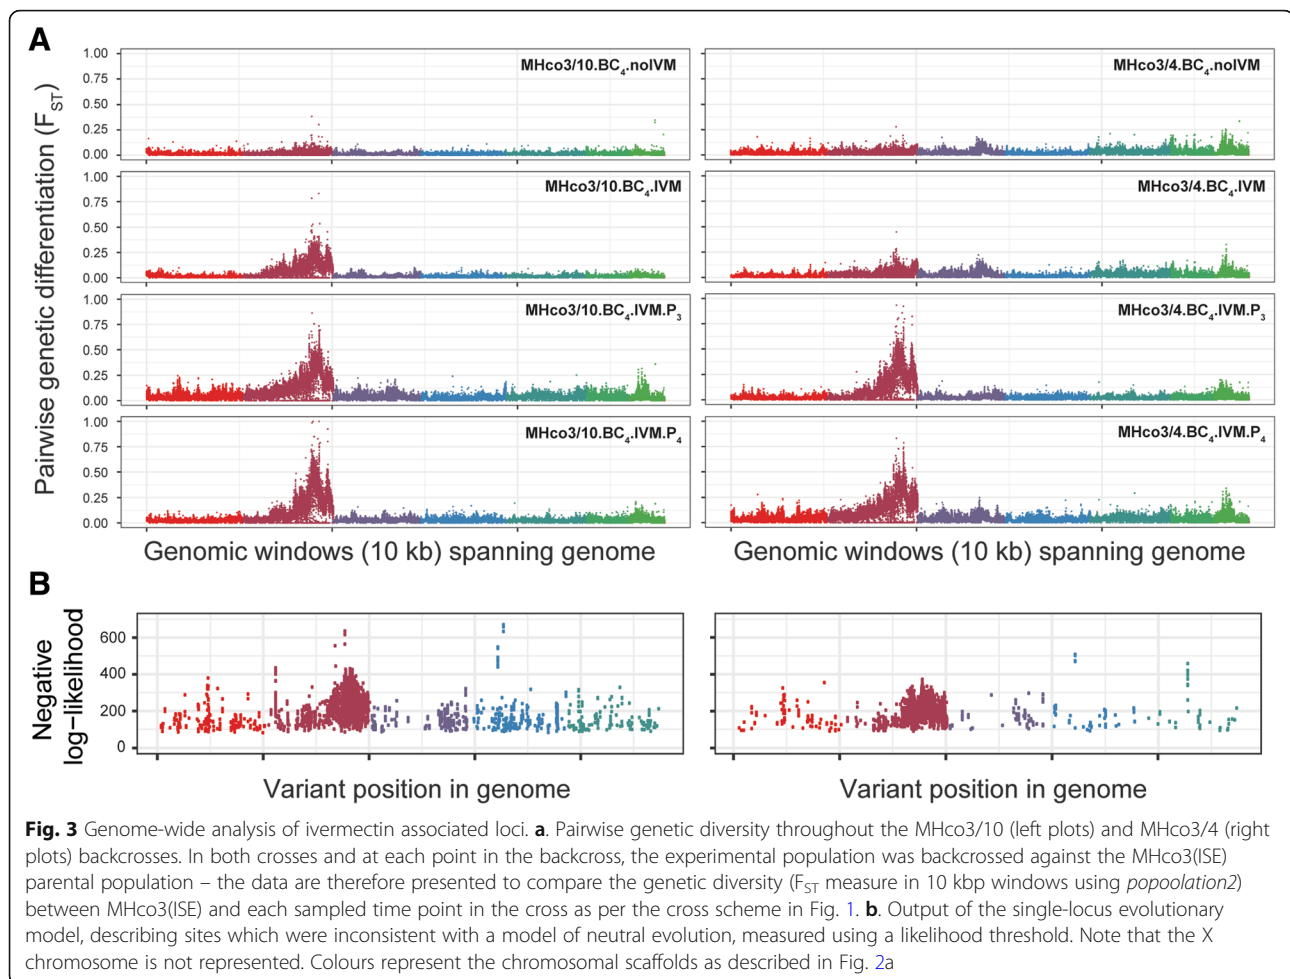 A
Pairwise genetic differentiation (F_ST)
1.00
0.75
0.50
0.25
0.00
MHco3/10.BC₄.noIVM
MHco3/4.BC₄.noIVM
1.00
0.75
0.50
0.25
0.00
MHco3/10.BC₄.IVM
MHco3/4.BC₄.IVM
1.00
0.75
0.50
0.25
0.00
MHco3/10.BC₄.IVM.P₃
MHco3/4.BC₄.IVM.P₃
1.00
0.75
0.50
0.25
0.00
MHco3/10.BC₄.IVM.P₄
MHco3/4.BC₄.IVM.P₄
Genomic windows (10 kb) spanning genome
Genomic windows (10 kb) spanning genome
B
Negative
log-likelihood
600
400
200
0
Variant position in genome
Variant position in genome
Fig. 3 Genome-wide analysis of ivermectin associated loci. a. Pairwise genetic diversity throughout the MHco3/10 (left plots) and MHco3/4 (right
plots) backcrosses. In both crosses and at each point in the backcross, the experimental population was backcrossed against the MHco3(ISE)
parental population – the data are therefore presented to compare the genetic diversity (F_ST measure in 10 kbp windows using popoolation2)
between MHco3(ISE) and each sampled time point in the cross as per the cross scheme in Fig. 1. b. Output of the single-locus evolutionary
model, describing sites which were inconsistent with a model of neutral evolution, measured using a likelihood threshold. Note that the X
chromosome is not represented. Colours represent the chromosomal scaffolds as described in Fig. 2a